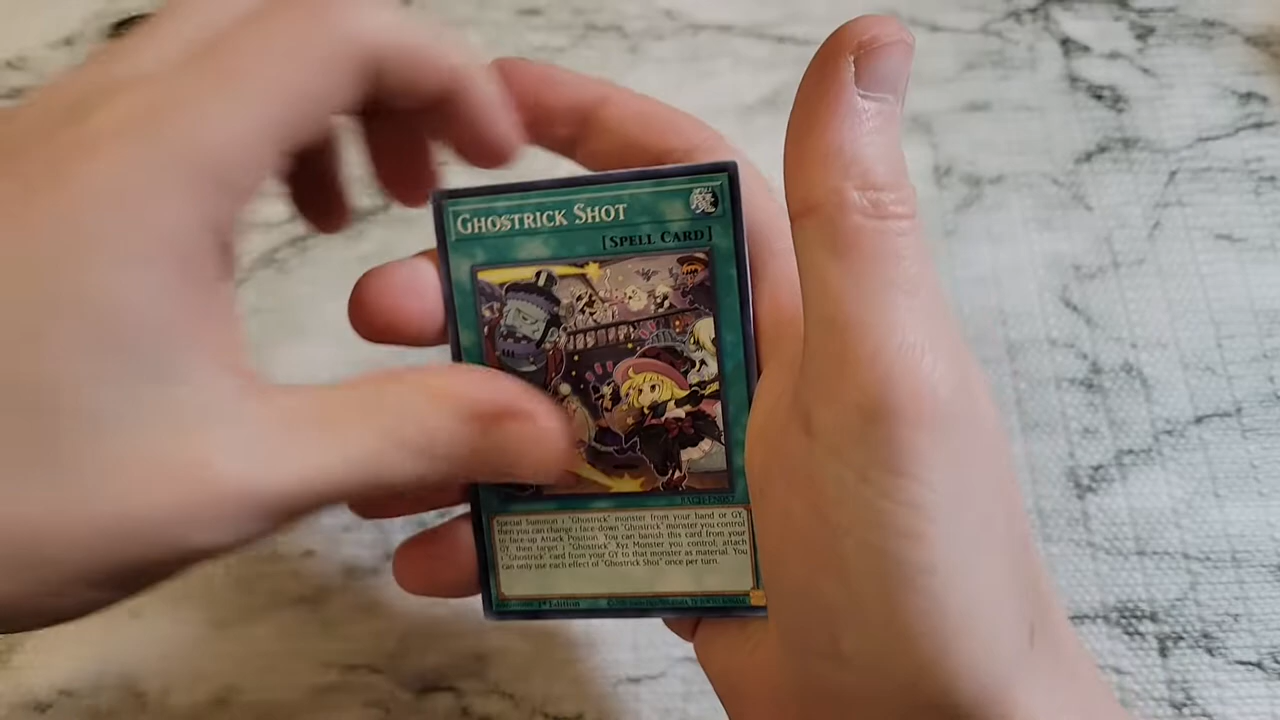 GHOSTRICK SHOT
魔
[SPELL CARD]
BACH-EN057
Special Summon 1 "Ghostrick" monster from your hand or GY,
then you can change 1 face-down "Ghostrick" monster you control
to face-up Attack Position. You can banish this card from your
GY, then target 1 "Ghostrick" Xyz Monster you control; attach
1 "Ghostrick" card from your GY to that monster as material. You
can only use each effect of "Ghostrick Shot" once per turn.
1st Edition